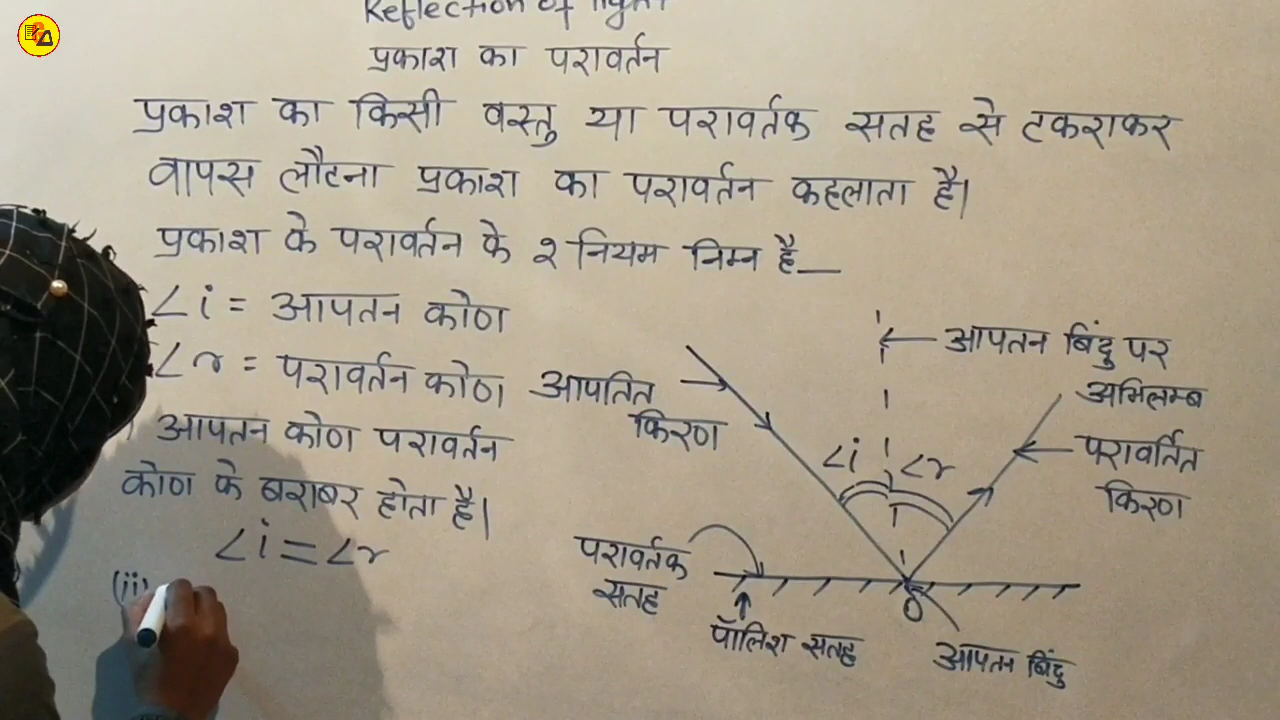 Reflection of light
प्रकाश का परावर्तन
प्रकाश का किसी वस्तु या परावर्तक सतह से टकराकर
वापस लौटना प्रकाश का परावर्तन कहलाता है।
प्रकाश के परावर्तन के २ नियम निम्न है—
∠i = आपतन कोण
∠r = परावर्तन कोण
आपतन कोण परावर्तन
कोण के बराबर होता है।
∠i = ∠r
(ii)
आपतन बिंदु पर
अभिलम्ब
आपतित
किरण
∠i ∠r
परावर्तित
किरण
परावर्तक
सतह
पॉलिश सतह
O
आपतन बिंदु